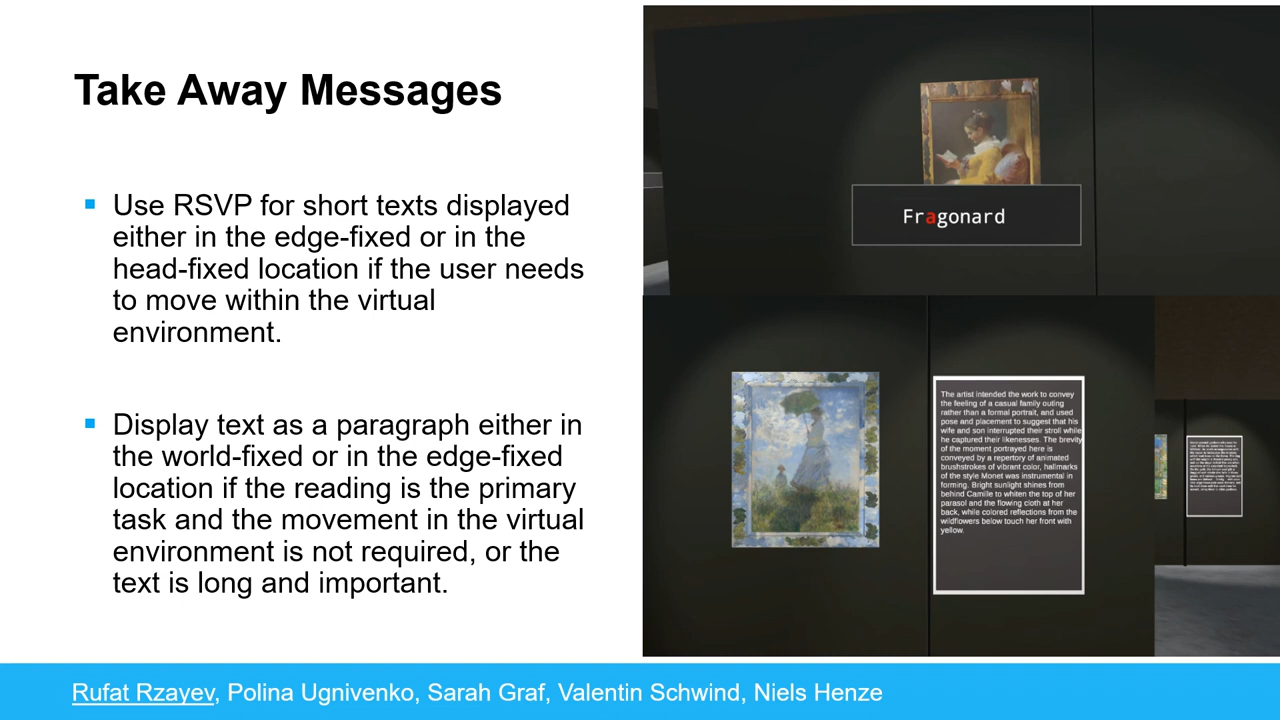 Take Away Messages
Use RSVP for short texts displayed
either in the edge-fixed or in the
head-fixed location if the user needs
to move within the virtual
environment.
Display text as a paragraph either in
the world-fixed or in the edge-fixed
location if the reading is the primary
task and the movement in the virtual
environment is not required, or the
text is long and important.
Fragonard
The artist intended the work to convey
the feeling of a casual family outing
rather than a formal portrait, and used
pose and placement to suggest that his
wife and son interrupted their stroll while
he captured their likenesses. The brevity
of the moment portrayed here is
conveyed by a repertory of animated
brushstrokes of vibrant color, hallmarks
of the style Monet was instrumental in
forming. Bright sunlight shines from
behind Camille to whiten the top of her
parasol and the flowing cloth at her
back, while colored reflections from the
wildflowers below touch her front with
yellow.
Rufat Rzayev, Polina Ugnivenko, Sarah Graf, Valentin Schwind, Niels Henze